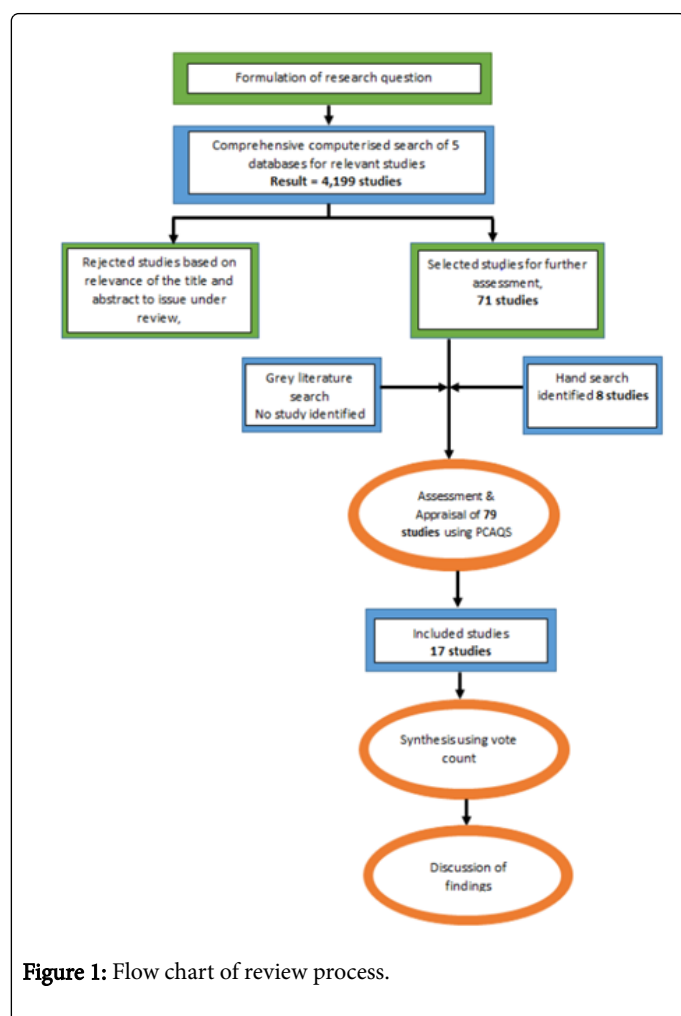 Formulation of research question
Comprehensive computerised search of 5
databases for relevant studies
Result = 4,199 studies
Rejected studies based on
relevance of the title and
abstract to issue under
review,
Selected studies for further
assessment,
71 studies
Grey literature
search
No study identified
Hand search
identified 8 studies
Assessment &
Appraisal of 79
studies using PCAQS
Included studies
17 studies
Synthesis using vote
count
Discussion of
findings
Figure 1: Flow chart of review process.